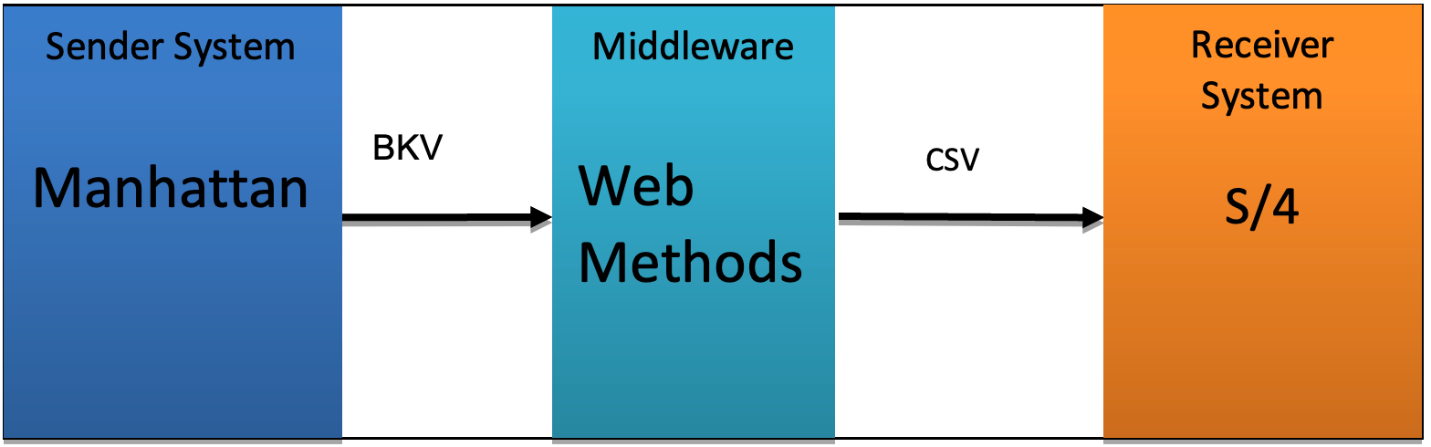 Sender System
Manhattan
BKV
Middleware
Web
Methods
CSV
Receiver
System
S/4